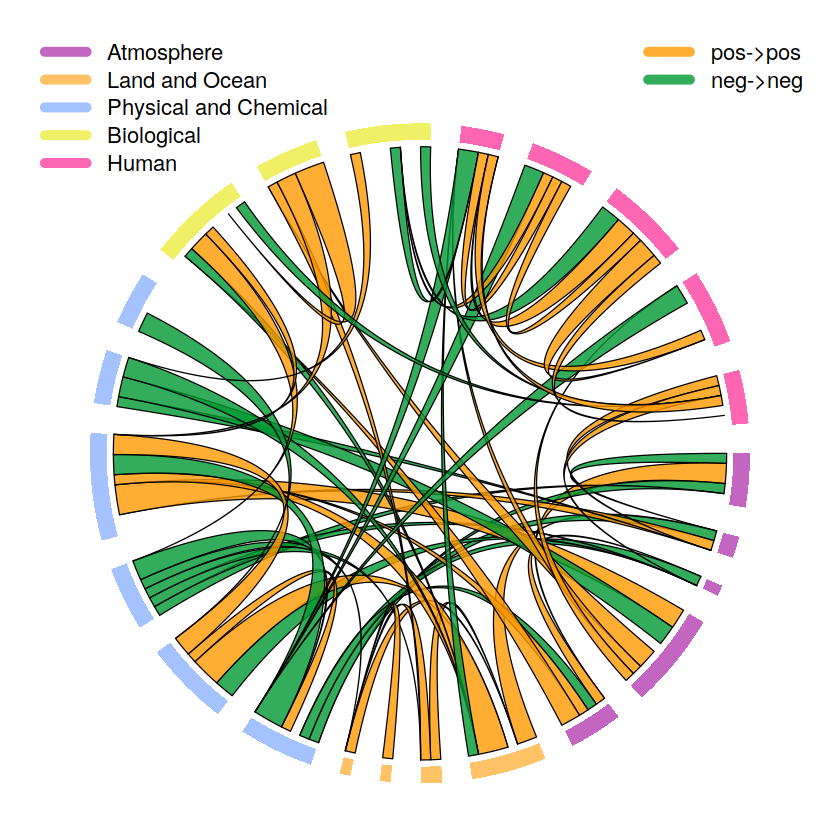 Atmosphere
Land and Ocean
Physical and Chemical
Biological
Human
pos->pos
neg->neg